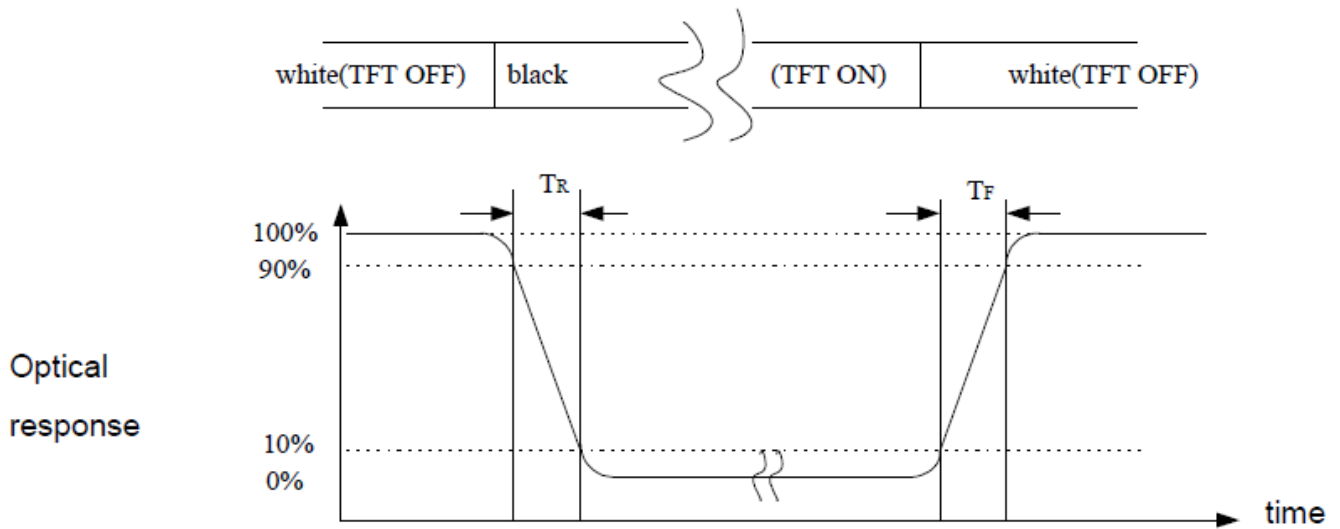 white(TFT OFF) black (TFT ON) white(TFT OFF)
TR TF
100%
90%
Optical
response
10%
0%
time